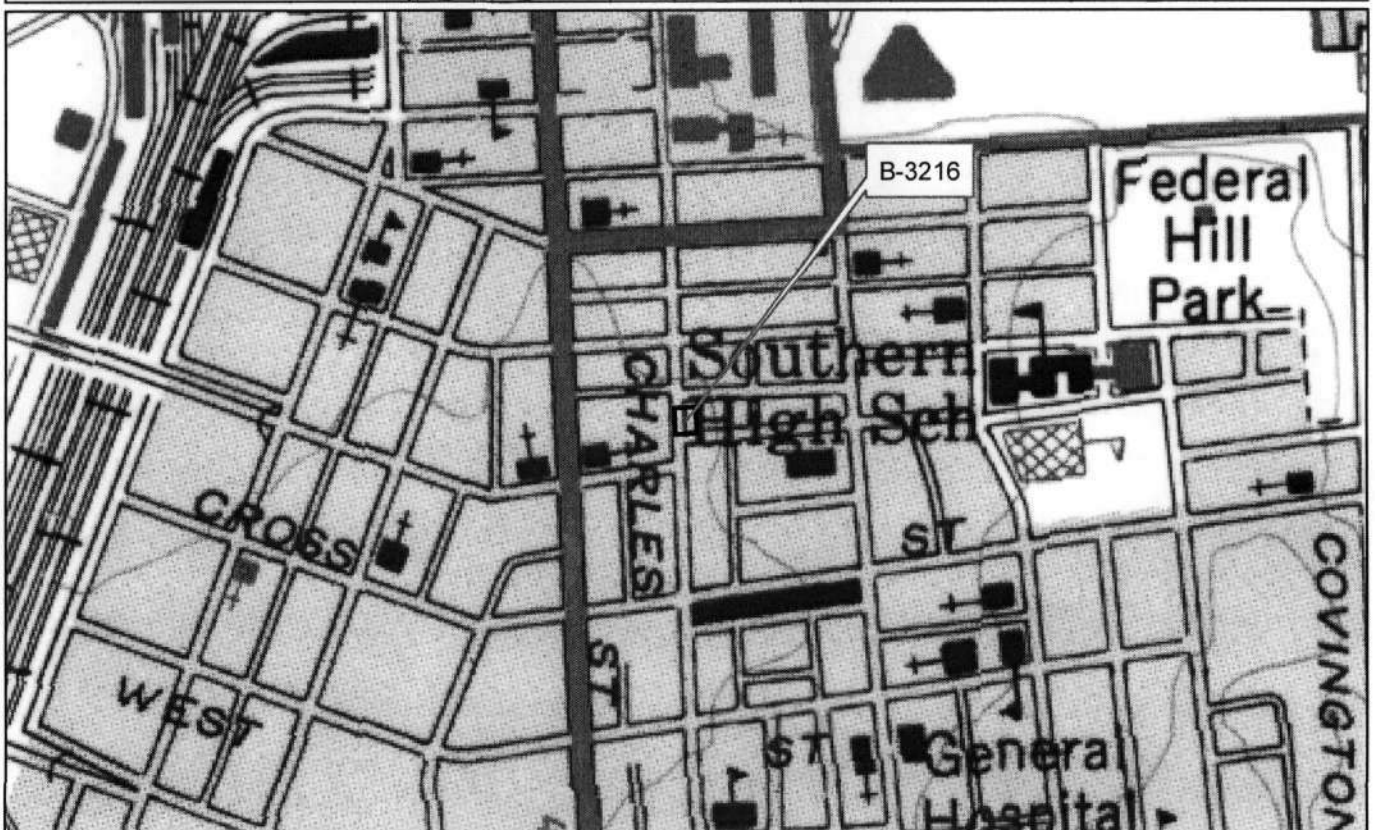 B-3216
Federal
Hill
Park
Southern
High Sch
CHARLES
ST
CROSS
ST
WEST
ST
COVINGTON
General
Hospital